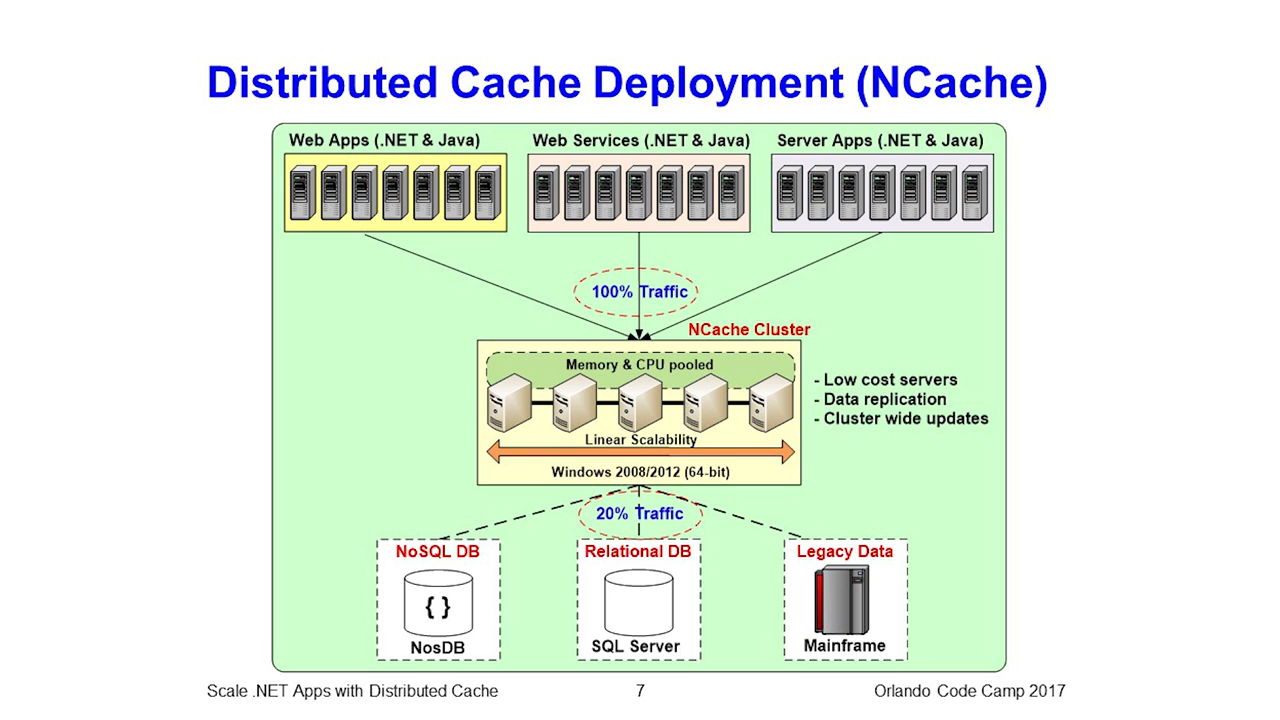 Distributed Cache Deployment (NCache)
Web Apps (.NET & Java)
Web Services (.NET & Java)
Server Apps (.NET & Java)
100% Traffic
NCache Cluster
Memory & CPU pooled
- Low cost servers
- Data replication
- Cluster wide updates
Linear Scalability
Windows 2008/2012 (64-bit)
20% Traffic
NoSQL DB
Relational DB
Legacy Data
{ }
NosDB
SQL Server
Mainframe
Scale .NET Apps with Distributed Cache
7
Orlando Code Camp 2017